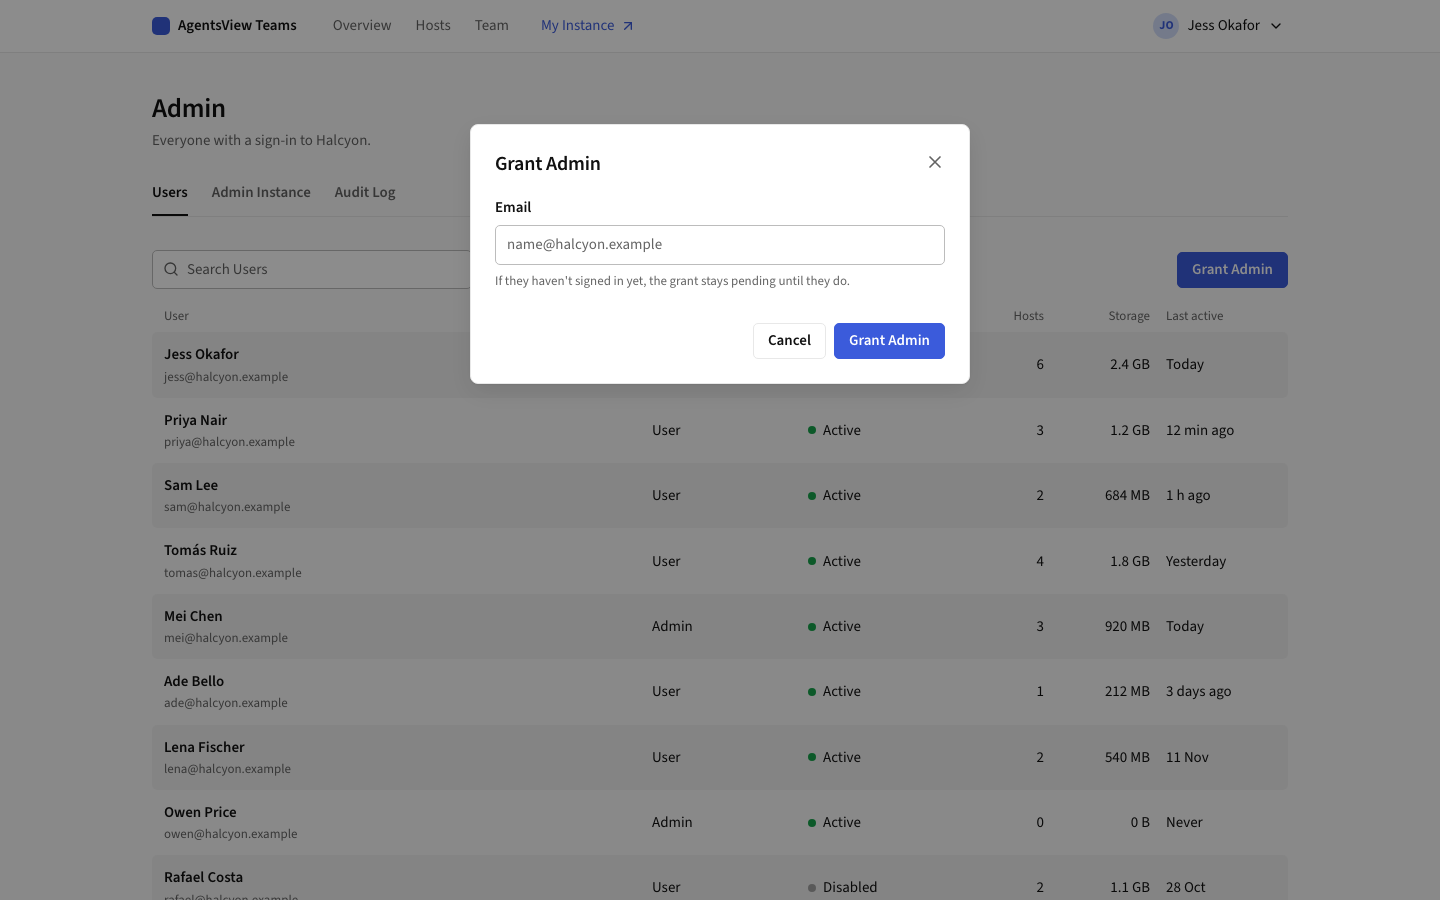 AgentsView Teams Overview Hosts Team My Instance JO Jess Okafor
Admin
Everyone with a sign-in to Halcyon.
Users Admin Instance Audit Log
Search Users Grant Admin
Grant Admin
Email
name@halcyon.example
If they haven't signed in yet, the grant stays pending until they do.
Cancel Grant Admin
User Hosts Storage Last active
Jess Okafor
jess@halcyon.example
6 2.4 GB Today
Priya Nair
priya@halcyon.example
User Active 3 1.2 GB 12 min ago
Sam Lee
sam@halcyon.example
User Active 2 684 MB 1 h ago
Tomás Ruiz
tomas@halcyon.example
User Active 4 1.8 GB Yesterday
Mei Chen
mei@halcyon.example
Admin Active 3 920 MB Today
Ade Bello
ade@halcyon.example
User Active 1 212 MB 3 days ago
Lena Fischer
lena@halcyon.example
User Active 2 540 MB 11 Nov
Owen Price
owen@halcyon.example
Admin Active 0 0 B Never
Rafael Costa
rafael@halcyon.example
User Disabled 2 1.1 GB 28 Oct